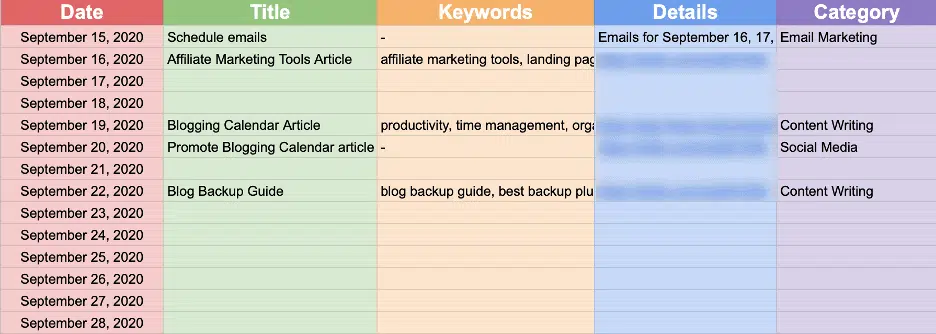 Date Title Keywords Details Category
September 15, 2020 Schedule emails - Emails for September 16, 17, Email Marketing
September 16, 2020 Affiliate Marketing Tools Article affiliate marketing tools, landing pag
September 17, 2020
September 18, 2020
September 19, 2020 Blogging Calendar Article productivity, time management, orga Content Writing
September 20, 2020 Promote Blogging Calendar article - Social Media
September 21, 2020
September 22, 2020 Blog Backup Guide blog backup guide, best backup plu Content Writing
September 23, 2020
September 24, 2020
September 25, 2020
September 26, 2020
September 27, 2020
September 28, 2020